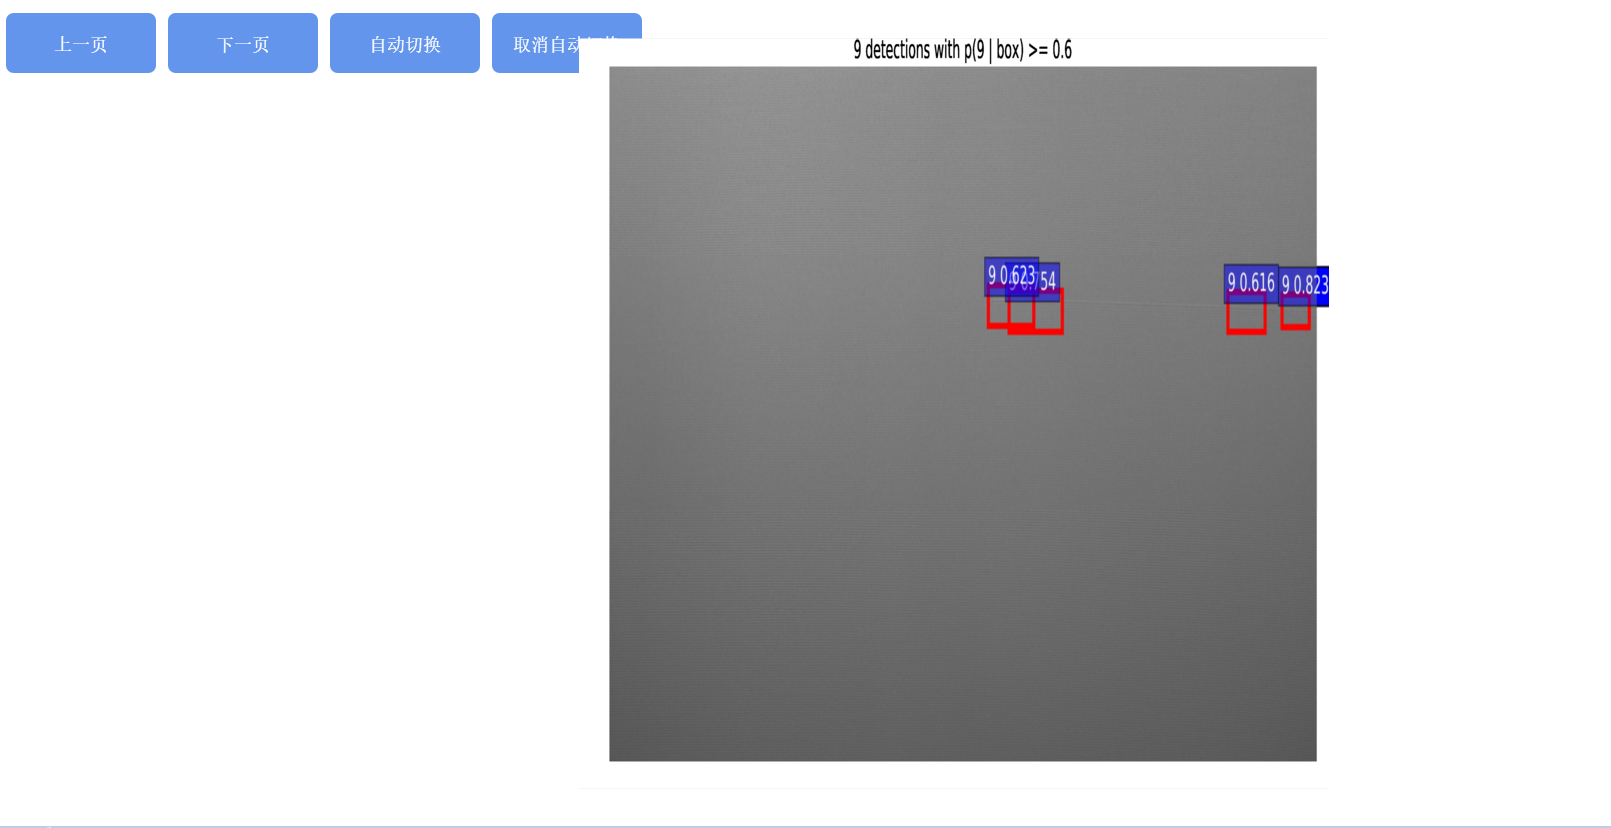 上一页
下一页
自动切换
取消自动
9 detections with p(9 | box) >= 0.6
9 0.623
54
9 0.616
9 0.823